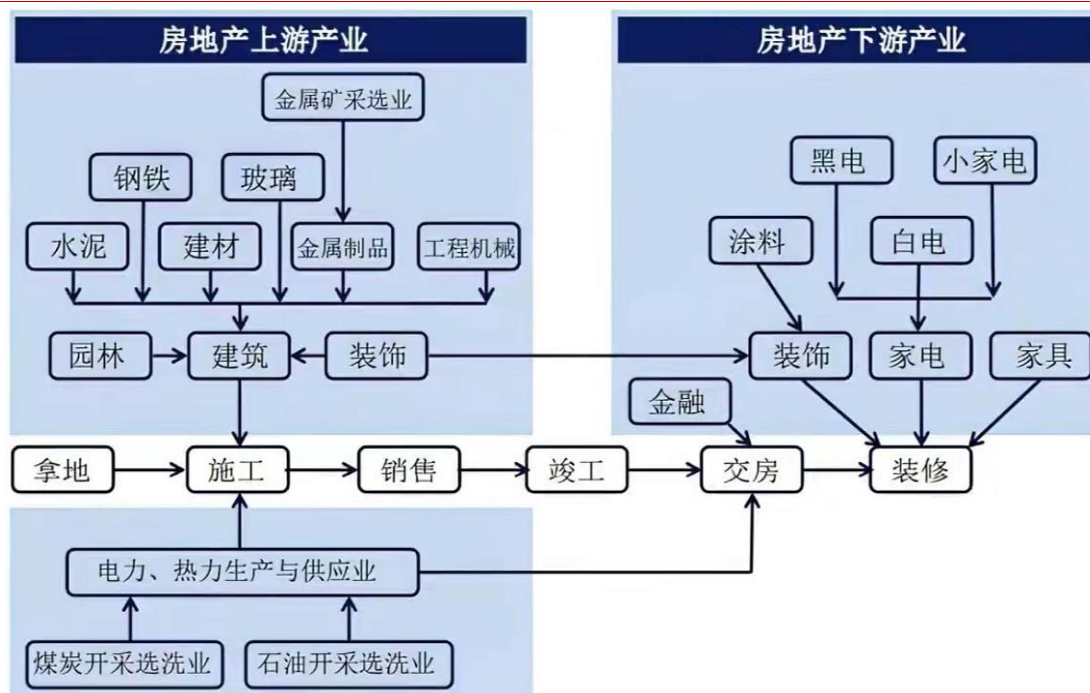 房地产上游产业
房地产下游产业
金属矿采选业
钢铁
玻璃
黑电
小家电
水泥
建材
金属制品
工程机械
涂料
白电
园林
建筑
装饰
装饰
家电
家具
金融
拿地
施工
销售
竣工
交房
装修
电力、热力生产与供应业
煤炭开采选洗业
石油开采选洗业